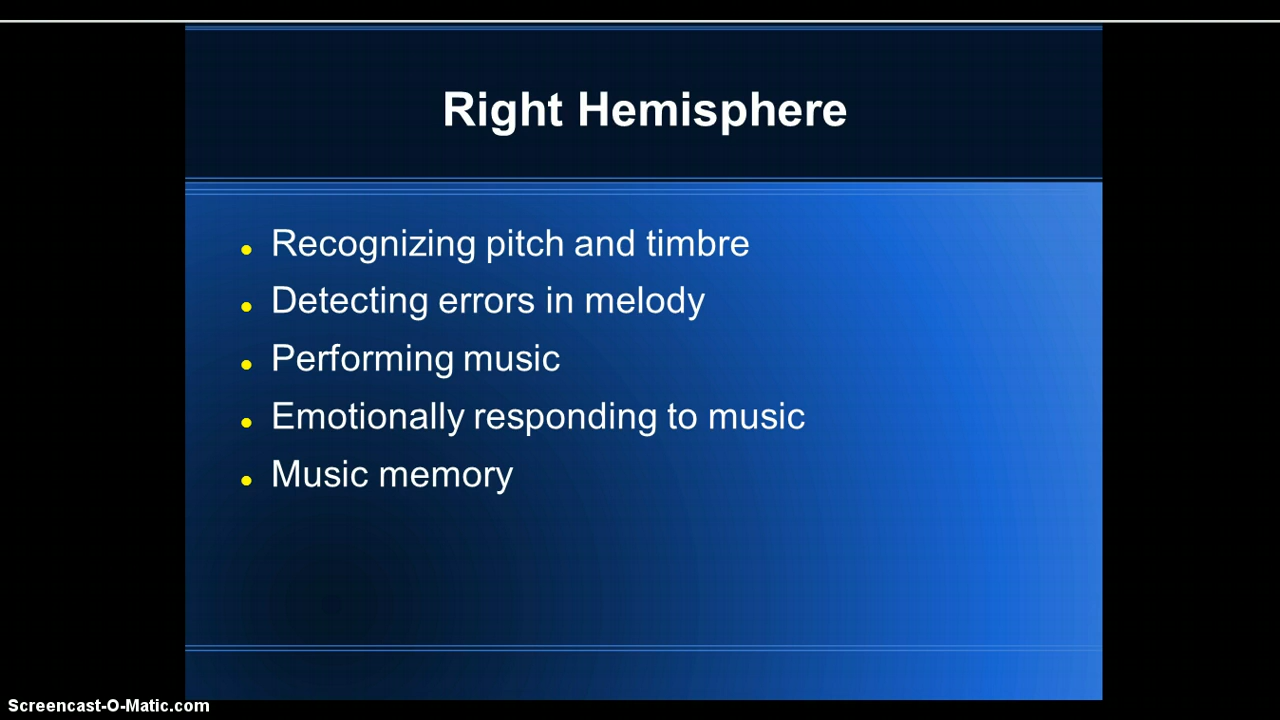 Right Hemisphere
Recognizing pitch and timbre
Detecting errors in melody
Performing music
Emotionally responding to music
Music memory
Screencast-O-Matic.com